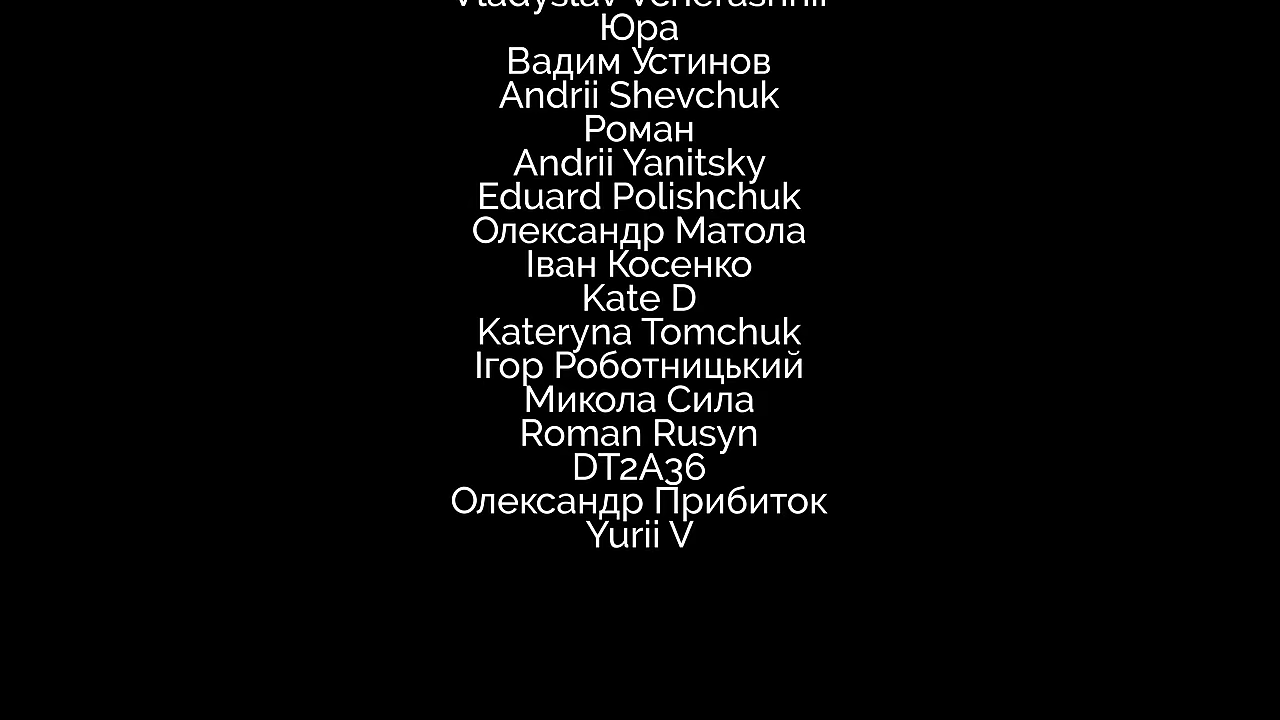 Vladyslav
Юра
Вадим Устинов
Andrii Shevchuk
Роман
Andrii Yanitsky
Eduard Polishchuk
Олександр Матола
Іван Косенко
Kate D
Kateryna Tomchuk
Ігор Роботницький
Микола Сила
Roman Rusyn
DT2A36
Олександр Прибиток
Yurii V